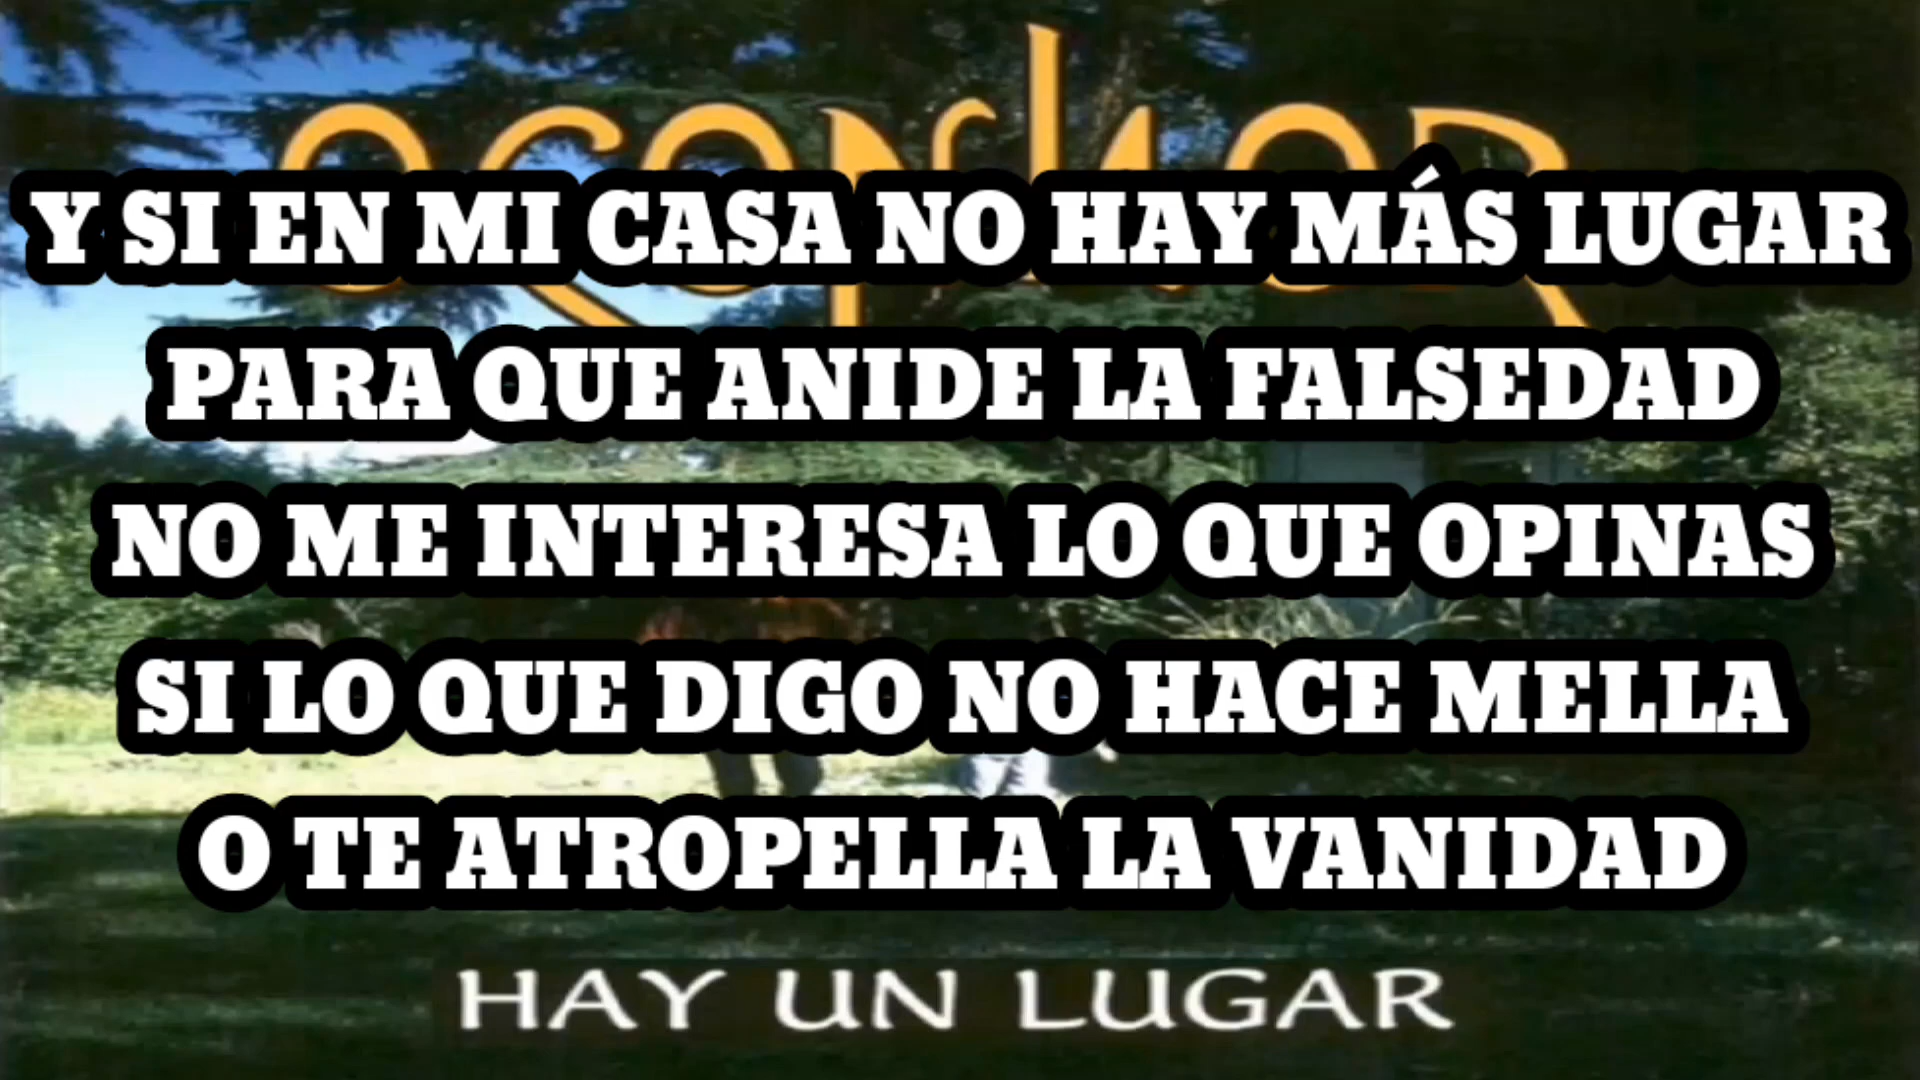 Y SI EN MI CASA NO HAY MÁS LUGAR
PARA QUE ANIDE LA FALSEDAD
NO ME INTERESA LO QUE OPINAS
SI LO QUE DIGO NO HACE MELLA
O TE ATROPELLA LA VANIDAD
HAY UN LUGAR